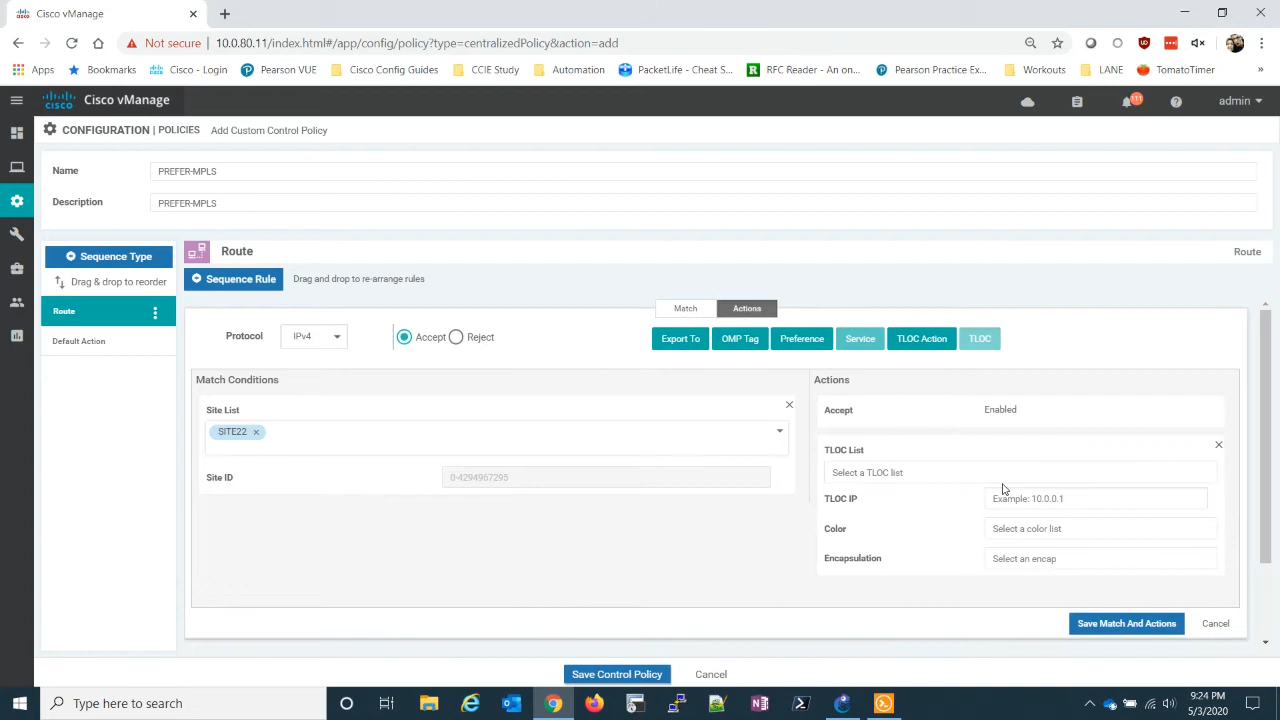 Cisco vManage
Not secure | 10.0.80.11/index.html#/app/config/policy?type=centralizedPolicy&action=add
Apps Bookmarks Cisco - Login Pearson VUE Cisco Config Guides CCIE Study Automation PacketLife - Cheat S... RFC Reader - An on... Pearson Practice Ex... Workouts LANE TomatoTimer »
Cisco vManage 111 admin
CONFIGURATION | POLICIES Add Custom Control Policy
Name PREFER-MPLS
Description PREFER-MPLS
Sequence Type
Drag & drop to reorder
Route
Default Action
Route Route
Sequence Rule Drag and drop to re-arrange rules
Match Actions
Protocol IPv4 Accept Reject Export To OMP Tag Preference Service TLOC Action TLOC
Match Conditions
Site List
SITE22 ×
Site ID 0-4294967295
Actions
Accept Enabled
TLOC List
Select a TLOC list
TLOC IP Example: 10.0.0.1
Color Select a color list
Encapsulation Select an encap
Save Match And Actions Cancel
Save Control Policy Cancel
Type here to search
9:24 PM
5/3/2020